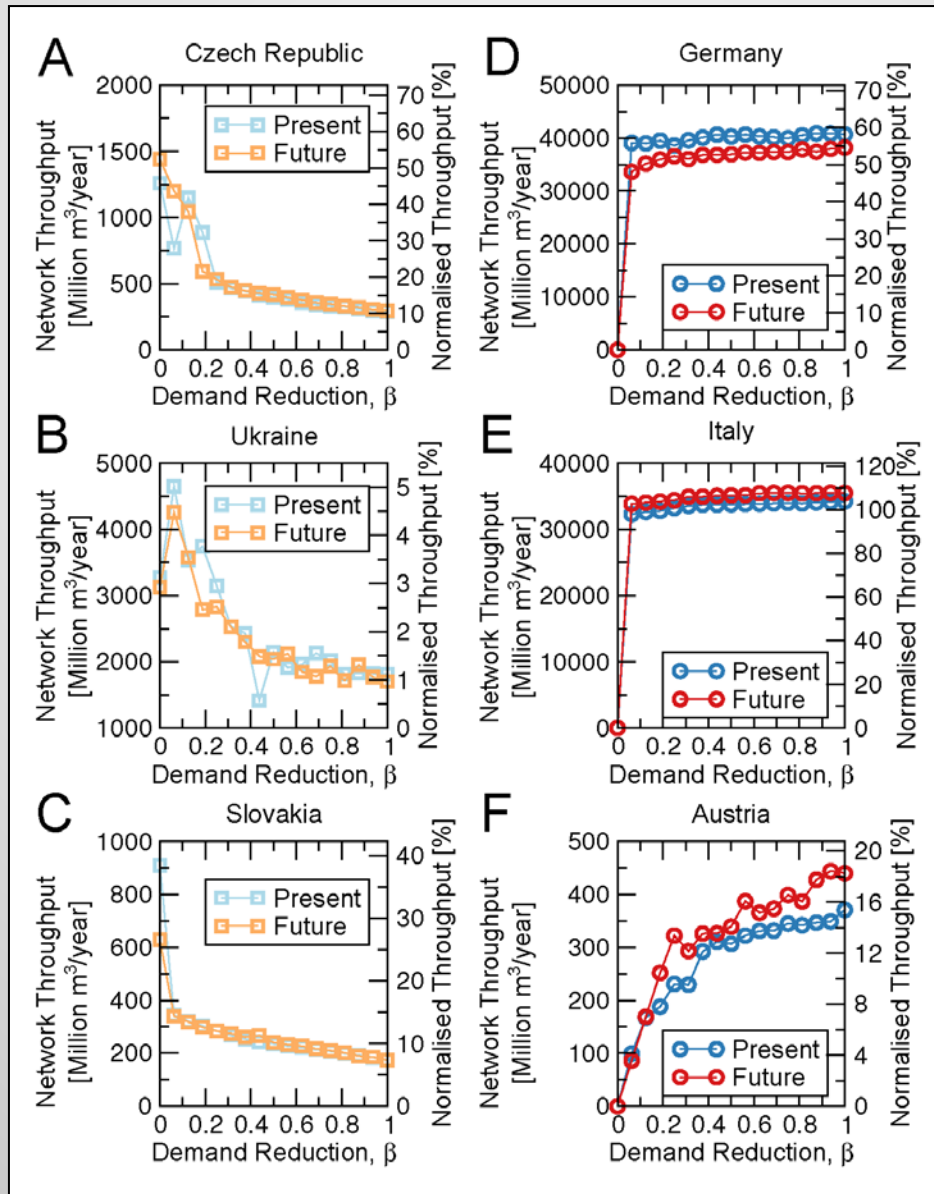 A
Czech Republic
Network Throughput
[Million m³/year]
2000
1500
1000
500
0
Present
Future
70
60
50
40
30
20
10
0
Normalised Throughput [%]
0 0.2 0.4 0.6 0.8 1
Demand Reduction, β
D
Germany
Network Throughput
[Million m³/year]
50000
40000
30000
20000
10000
0
Present
Future
70
60
50
40
30
20
10
0
Normalised Throughput [%]
0 0.2 0.4 0.6 0.8 1
Demand Reduction, β
B
Ukraine
Network Throughput
[Million m³/year]
5000
4000
3000
2000
1000
Present
Future
5
4
3
2
1
0
Normalised Throughput [%]
0 0.2 0.4 0.6 0.8 1
Demand Reduction, β
E
Italy
Network Throughput
[Million m³/year]
40000
30000
20000
10000
0
Present
Future
120
100
80
60
40
20
0
Normalised Throughput [%]
0 0.2 0.4 0.6 0.8 1
Demand Reduction, β
C
Slovakia
Network Throughput
[Million m³/year]
1000
800
600
400
200
0
Present
Future
40
30
20
10
0
Normalised Throughput [%]
0 0.2 0.4 0.6 0.8 1
Demand Reduction, β
F
Austria
Network Throughput
[Million m³/year]
500
400
300
200
100
0
Present
Future
20
16
12
8
4
0
Normalised Throughput [%]
0 0.2 0.4 0.6 0.8 1
Demand Reduction, β